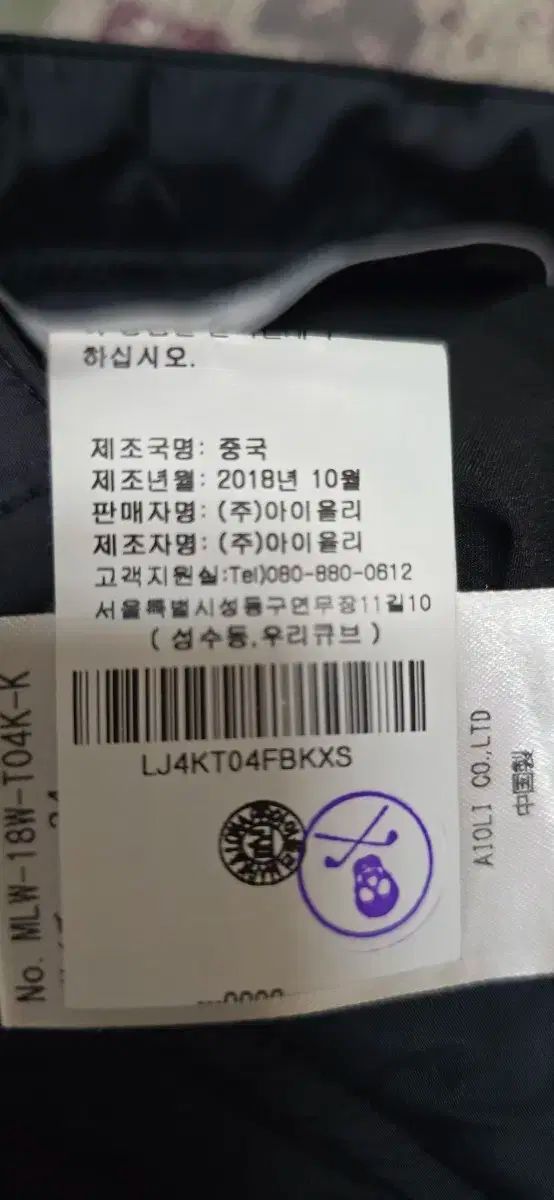 하십시오.
제조국명: 중국
제조년월: 2018년 10월
판매자명: (주)아이올리
제조자명: (주)아이올리
고객지원실:Tel)080-880-0612
서울특별시성동구연무장11길10
( 성수동,우리큐브 )
LJ4KT04FBKXS
No. MLW-18W-T04K-K
AIOLI CO.,LTD
中国製